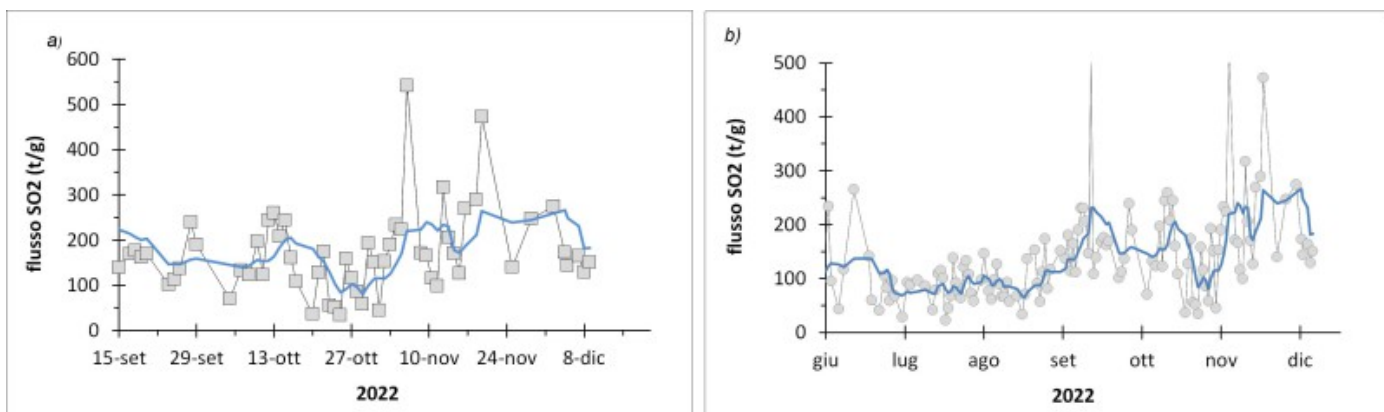 a)
flusso SO2 (t/g)
600
500
400
300
200
100
0
15-set 29-set 13-ott 27-ott 10-nov 24-nov 8-dic
2022
b)
flusso SO2 (t/g)
500
400
300
200
100
0
giu lug ago set ott nov dic
2022